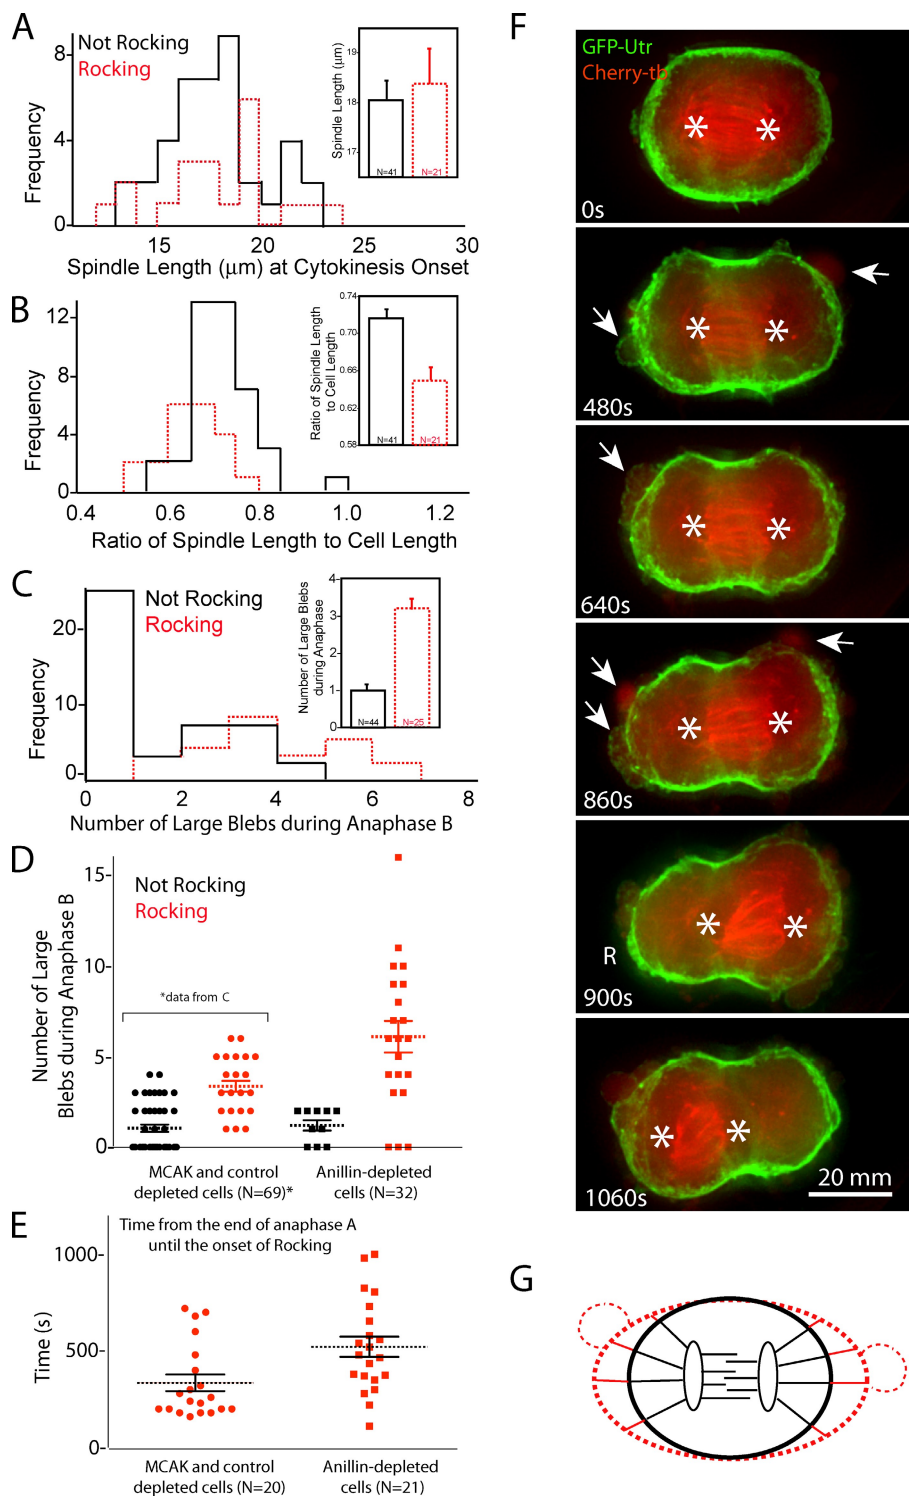 A
Not Rocking
Rocking
8
4
0
Frequency
15
20
25
30
Spindle Length (μm) at Cytokinesis Onset
Spindle Length (μm)
19
18
17
N=41
N=21
B
12
8
4
0
Frequency
0.4
0.6
0.8
1.0
1.2
Ratio of Spindle Length to Cell Length
Ratio of Spindle Length
to Cell Length
0.74
0.70
0.66
0.62
0.58
N=41
N=21
C
Not Rocking
Rocking
20
10
0
Frequency
0
2
4
6
8
Number of Large Blebs during Anaphase B
Number of Large Blebs
during Anaphase
4
3
2
1
0
N=44
N=25
D
Not Rocking
Rocking
15
10
5
0
Number of Large
Blebs during Anaphase B
*data from C
MCAK and control
depleted cells (N=69)*
Anillin-depleted
cells (N=32)
E
Time from the end of anaphase A
until the onset of Rocking
1000
500
0
Time (s)
MCAK and control
depleted cells (N=20)
Anillin-depleted
cells (N=21)
F
GFP-Utr
Cherry-tb
* *
0s
* *
480s
* *
640s
* *
860s
* *
R
900s
* *
1060s
20 mm
G